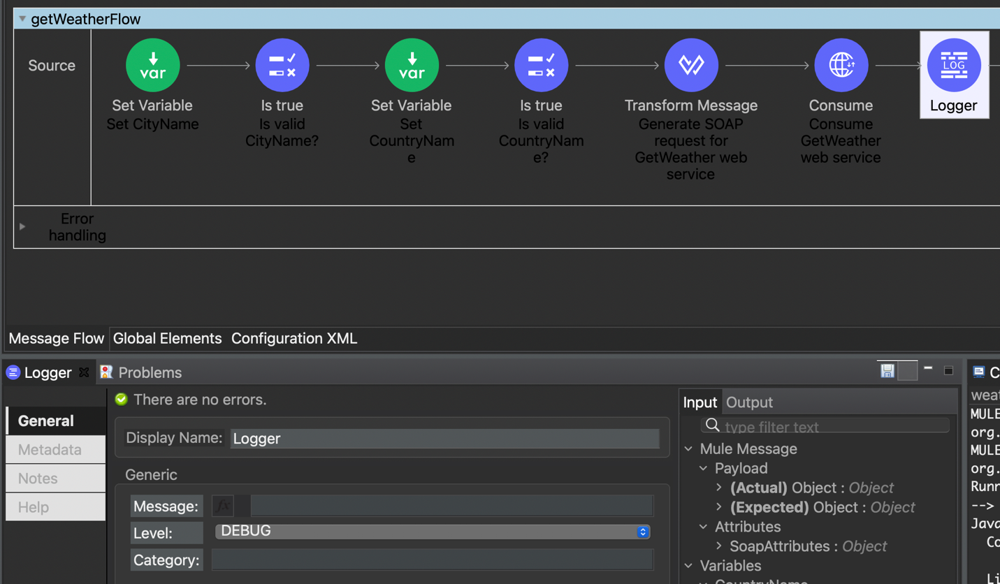 getWeatherFlow
Source
var
Set Variable
Set CityName
Is true
Is valid
CityName?
var
Set Variable
Set
CountryNam
e
Is true
Is valid
CountryNam
e?
Transform Message
Generate SOAP
request for
GetWeather web
service
Consume
Consume
GetWeather
web service
LOG
Logger
Error
handling
Message Flow Global Elements Configuration XML
Logger Problems
There are no errors.
General
Metadata
Notes
Help
Display Name: Logger
Generic
Message: fx
Level: DEBUG
Category:
Input Output
type filter text
Mule Message
Payload
(Actual) Object : Object
(Expected) Object : Object
Attributes
SoapAttributes : Object
Variables
CountryName
C
weat
MULE
org.
MULE
org.
Runn
-->
Java
Co
Li